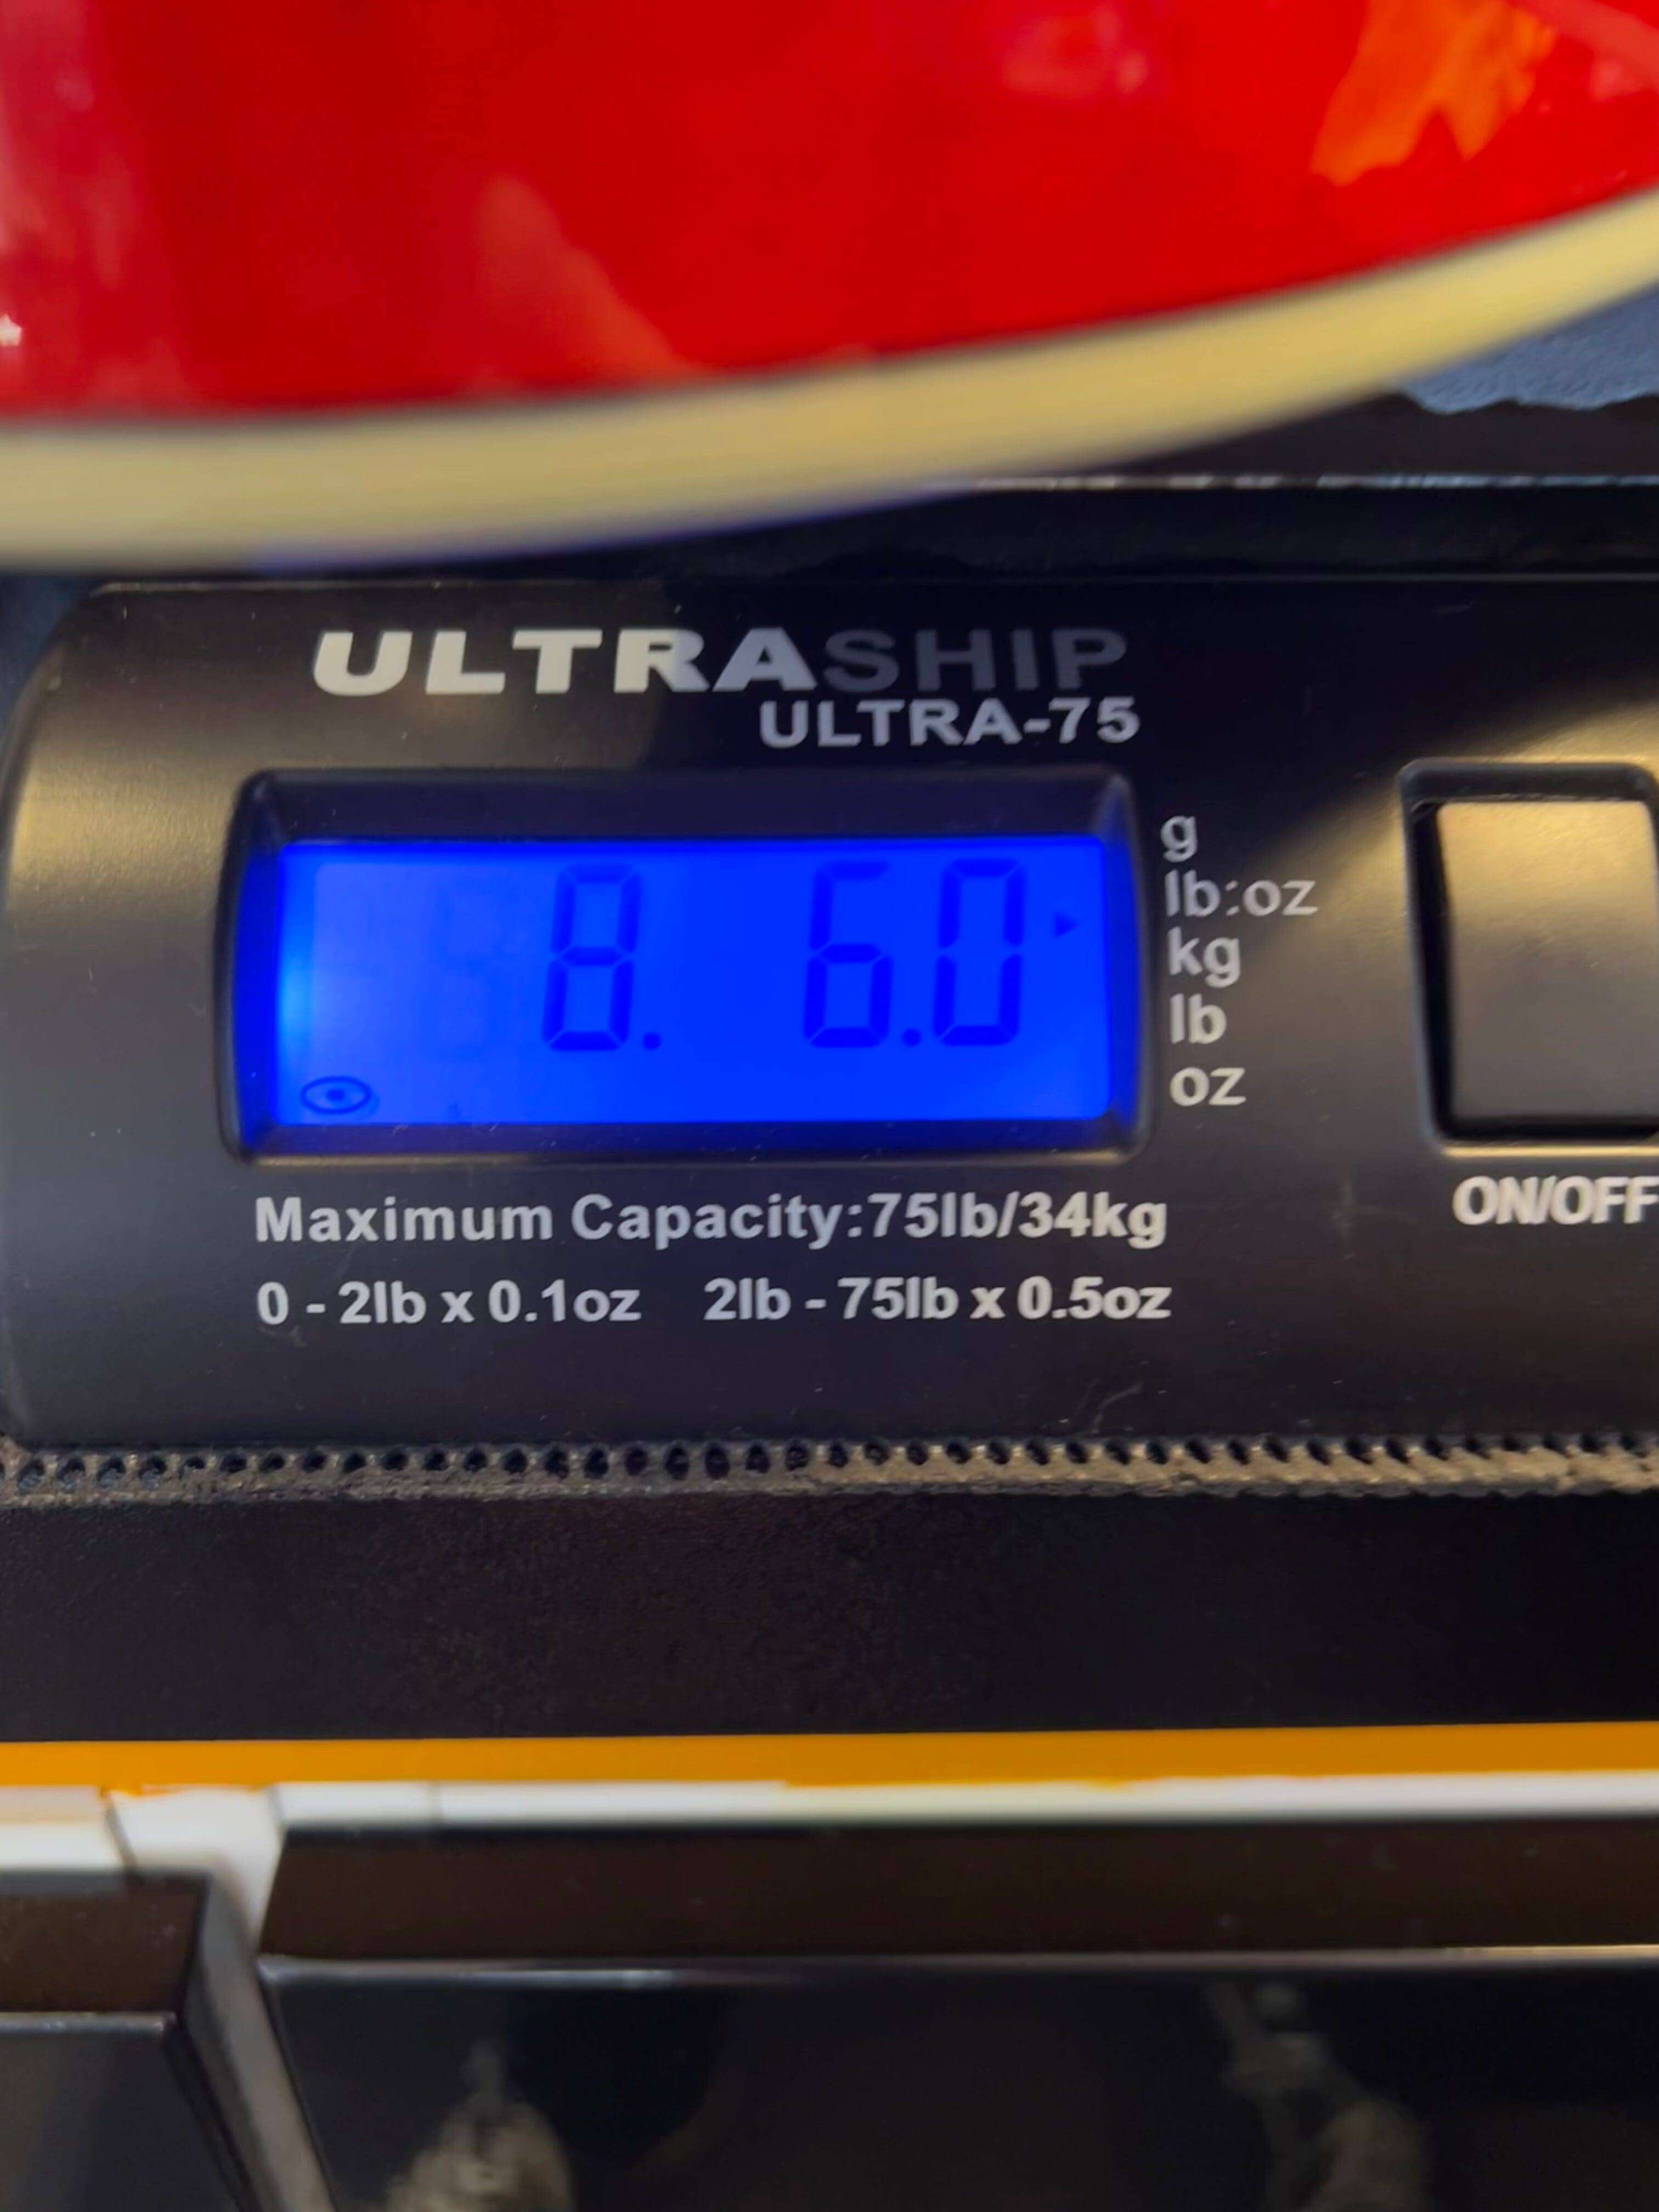 ULTRASHIP
ULTRA-75
8. 6.0
g
lb:oz
kg
lb
oz
ON/OFF
Maximum Capacity:75lb/34kg
0 - 2lb x 0.1oz 2lb - 75lb x 0.5oz